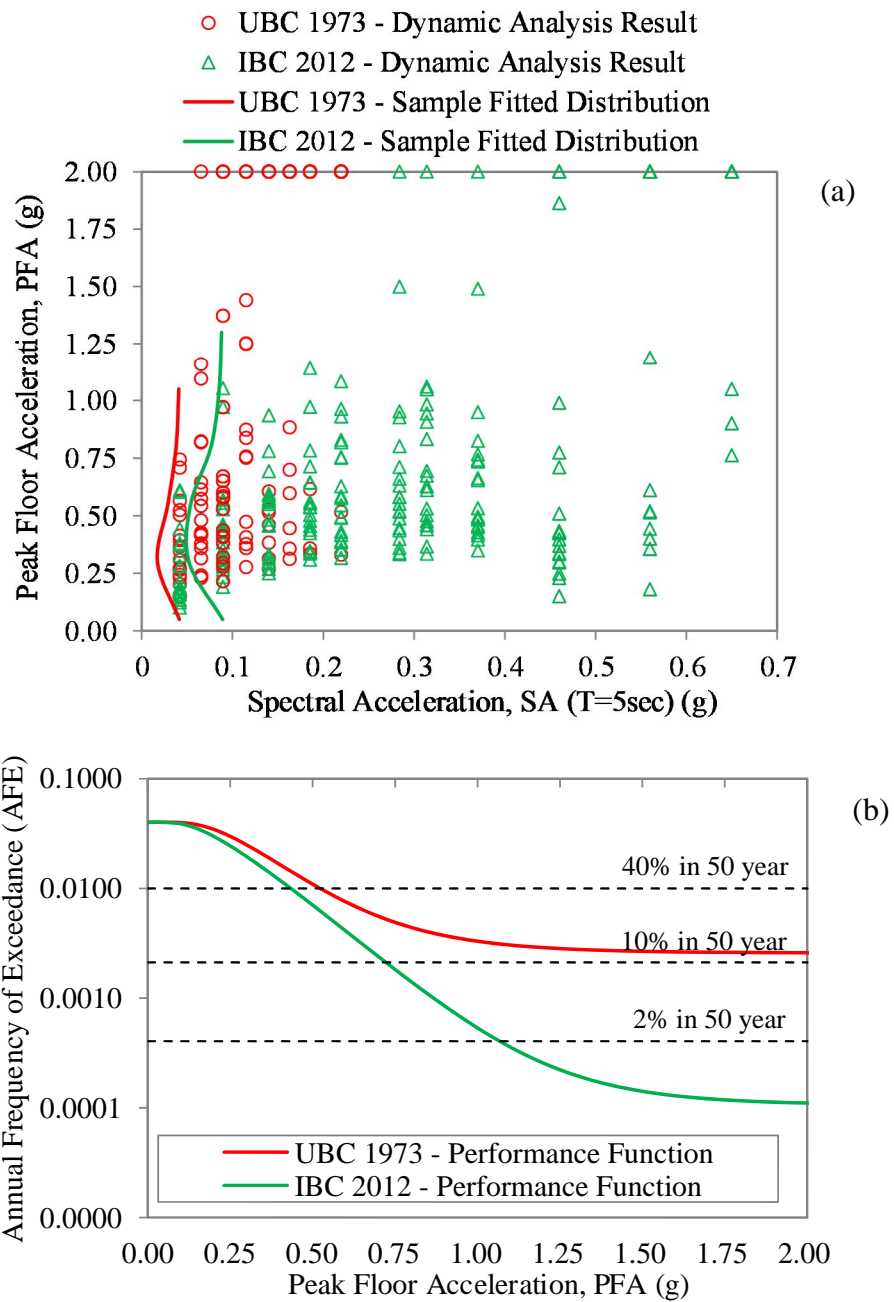 UBC 1973 - Dynamic Analysis Result
IBC 2012 - Dynamic Analysis Result
UBC 1973 - Sample Fitted Distribution
IBC 2012 - Sample Fitted Distribution
(a)
Peak Floor Acceleration, PFA (g)
2.00
1.75
1.50
1.25
1.00
0.75
0.50
0.25
0.00
0 0.1 0.2 0.3 0.4 0.5 0.6 0.7
Spectral Acceleration, SA (T=5sec) (g)
(b)
Annual Frequency of Exceedance (AFE)
0.1000
0.0100
0.0010
0.0001
0.0000
40% in 50 year
10% in 50 year
2% in 50 year
UBC 1973 - Performance Function
IBC 2012 - Performance Function
0.00 0.25 0.50 0.75 1.00 1.25 1.50 1.75 2.00
Peak Floor Acceleration, PFA (g)